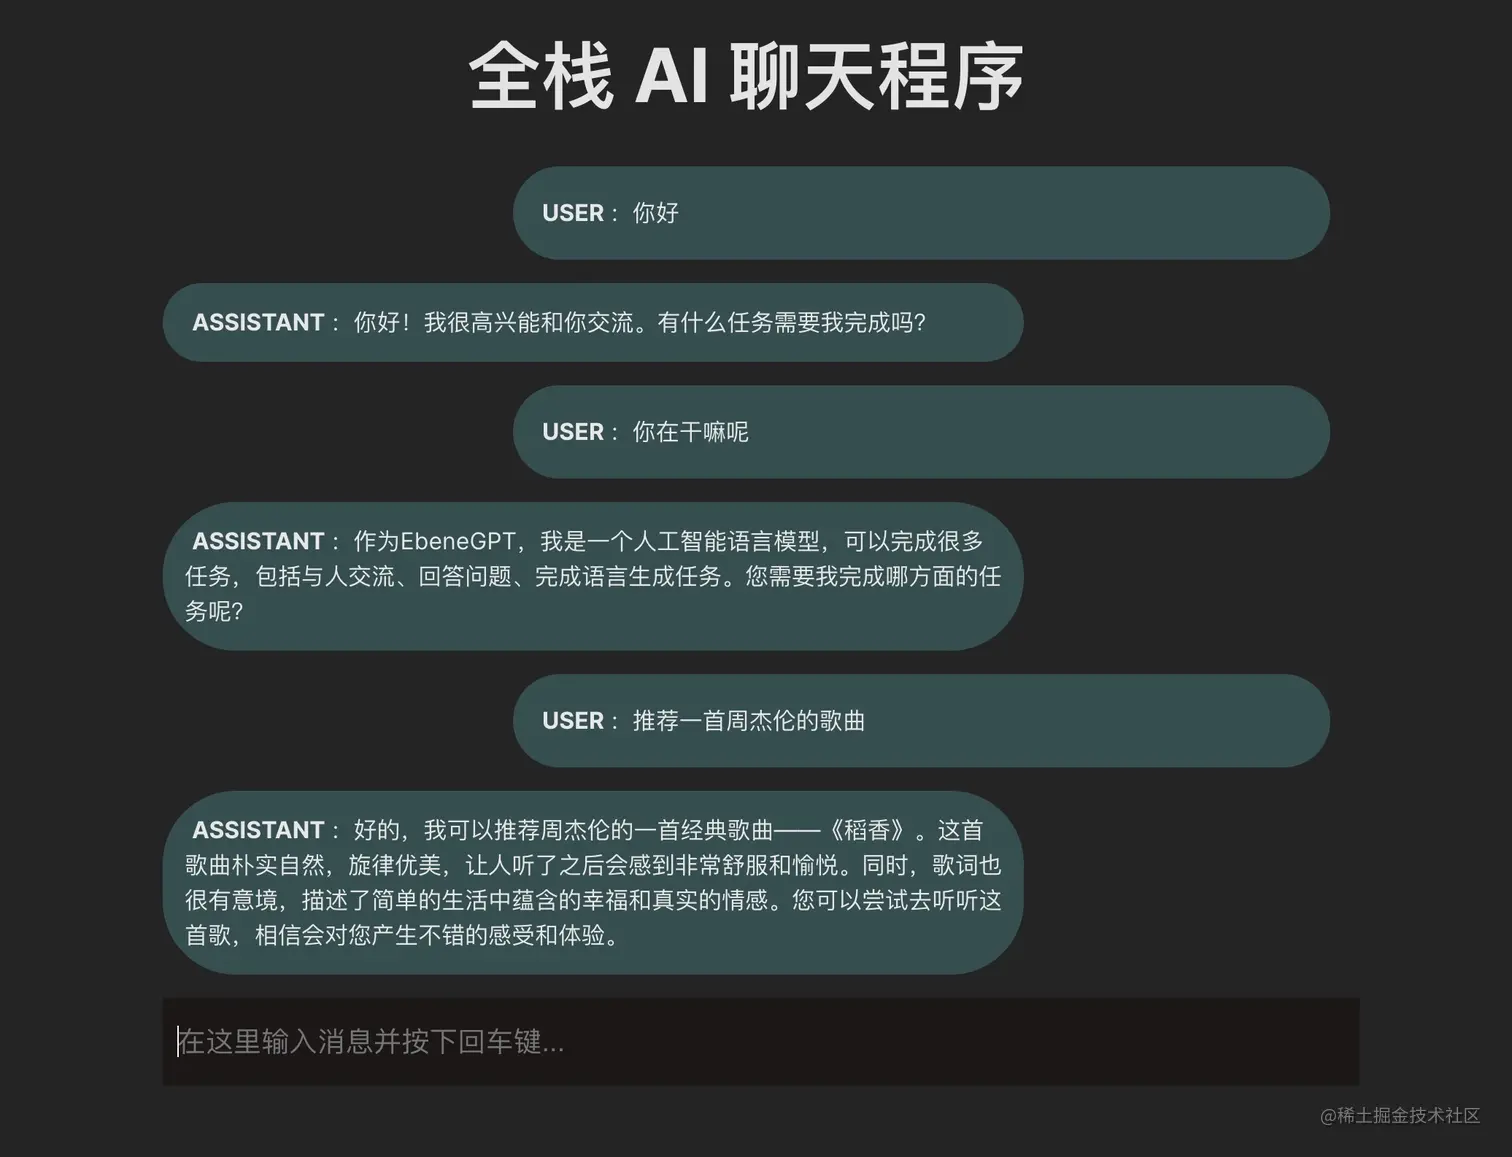 全栈 AI 聊天程序
USER： 你好
ASSISTANT： 你好！我很高兴能和你交流。有什么任务需要我完成吗？
USER： 你在干嘛呢
ASSISTANT： 作为EbeneGPT，我是一个人工智能语言模型，可以完成很多
任务，包括与人交流、回答问题、完成语言生成任务。您需要我完成哪方面的任
务呢？
USER： 推荐一首周杰伦的歌曲
ASSISTANT： 好的，我可以推荐周杰伦的一首经典歌曲——《稻香》。这首
歌曲朴实自然，旋律优美，让人听了之后会感到非常舒服和愉悦。同时，歌词也
很有意境，描述了简单的生活中蕴含的幸福和真实的情感。您可以尝试去听听这
首歌，相信会对您产生不错的感受和体验。
在这里输入消息并按下回车键...
@稀土掘金技术社区